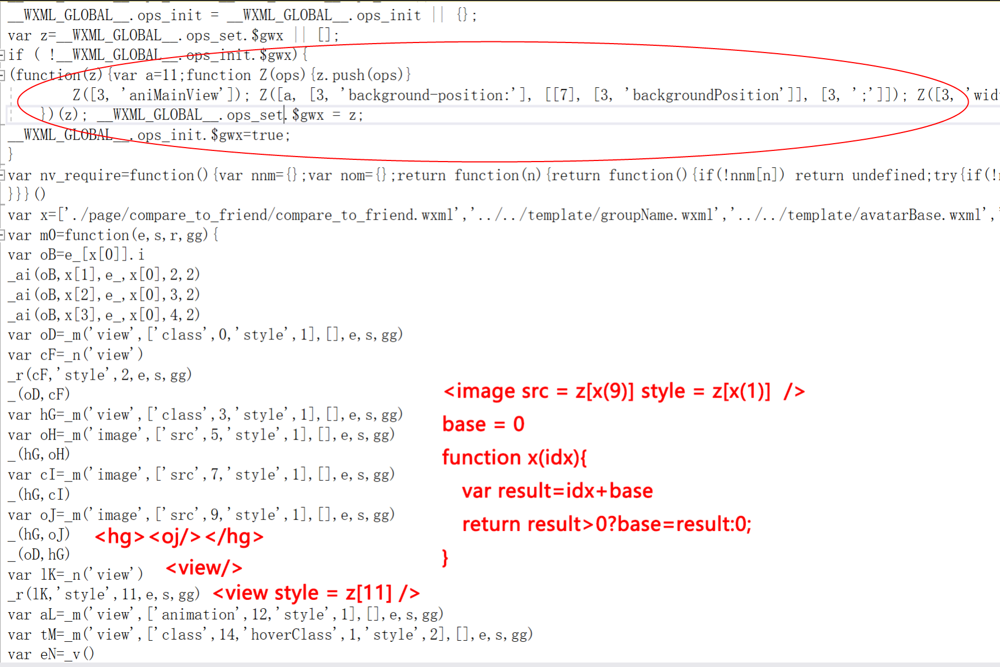 __WXML_GLOBAL__.ops_init = __WXML_GLOBAL__.ops_init || {};
var z=__WXML_GLOBAL__.ops_set.$gwx || [];
if ( !__WXML_GLOBAL__.ops_init.$gwx){
(function(z){var a=11;function Z(ops){z.push(ops)}
Z([3, 'aniMainView']); Z([a, [3, 'background-position:'], [[7], [3, 'backgroundPosition']], [3, ';']]); Z([3, 'wid
})(z); __WXML_GLOBAL__.ops_set.$gwx = z;
__WXML_GLOBAL__.ops_init.$gwx=true;
}
var nv_require=function(){var nnm={};var nom={};return function(n){return function(){if(!nnm[n]) return undefined;try{if(!
}}}()
var x=['./page/compare_to_friend/compare_to_friend.wxml','../../template/groupName.wxml','../../template/avatarBase.wxml','
var m0=function(e,s,r,gg){
var oB=e_[x[0]].i
_ai(oB,x[1],e_,x[0],2,2)
_ai(oB,x[2],e_,x[0],3,2)
_ai(oB,x[3],e_,x[0],4,2)
var oD=_m('view',['class',0,'style',1],[],e,s,gg)
var cF=_n('view')
_r(cF,'style',2,e,s,gg)
_(oD,cF)
<image src = z[x(9)] style = z[x(1)] />
var hG=_m('view',['class',3,'style',1],[],e,s,gg)
base = 0
var oH=_m('image',['src',5,'style',1],[],e,s,gg)
_(hG,oH)
function x(idx){
var cI=_m('image',['src',7,'style',1],[],e,s,gg)
_(hG,cI)
var result=idx+base
var oJ=_m('image',['src',9,'style',1],[],e,s,gg)
return result>0?base=result:0;
_(hG,oJ)
<hg><oj/></hg>
_(oD,hG)
}
var lK=_n('view')
<view/>
_r(lK,'style',11,e,s,gg)
<view style = z[11] />
var aL=_m('view',['animation',12,'style',1],[],e,s,gg)
var tM=_m('view',['class',14,'hoverClass',1,'style',2],[],e,s,gg)
var eN=_v()